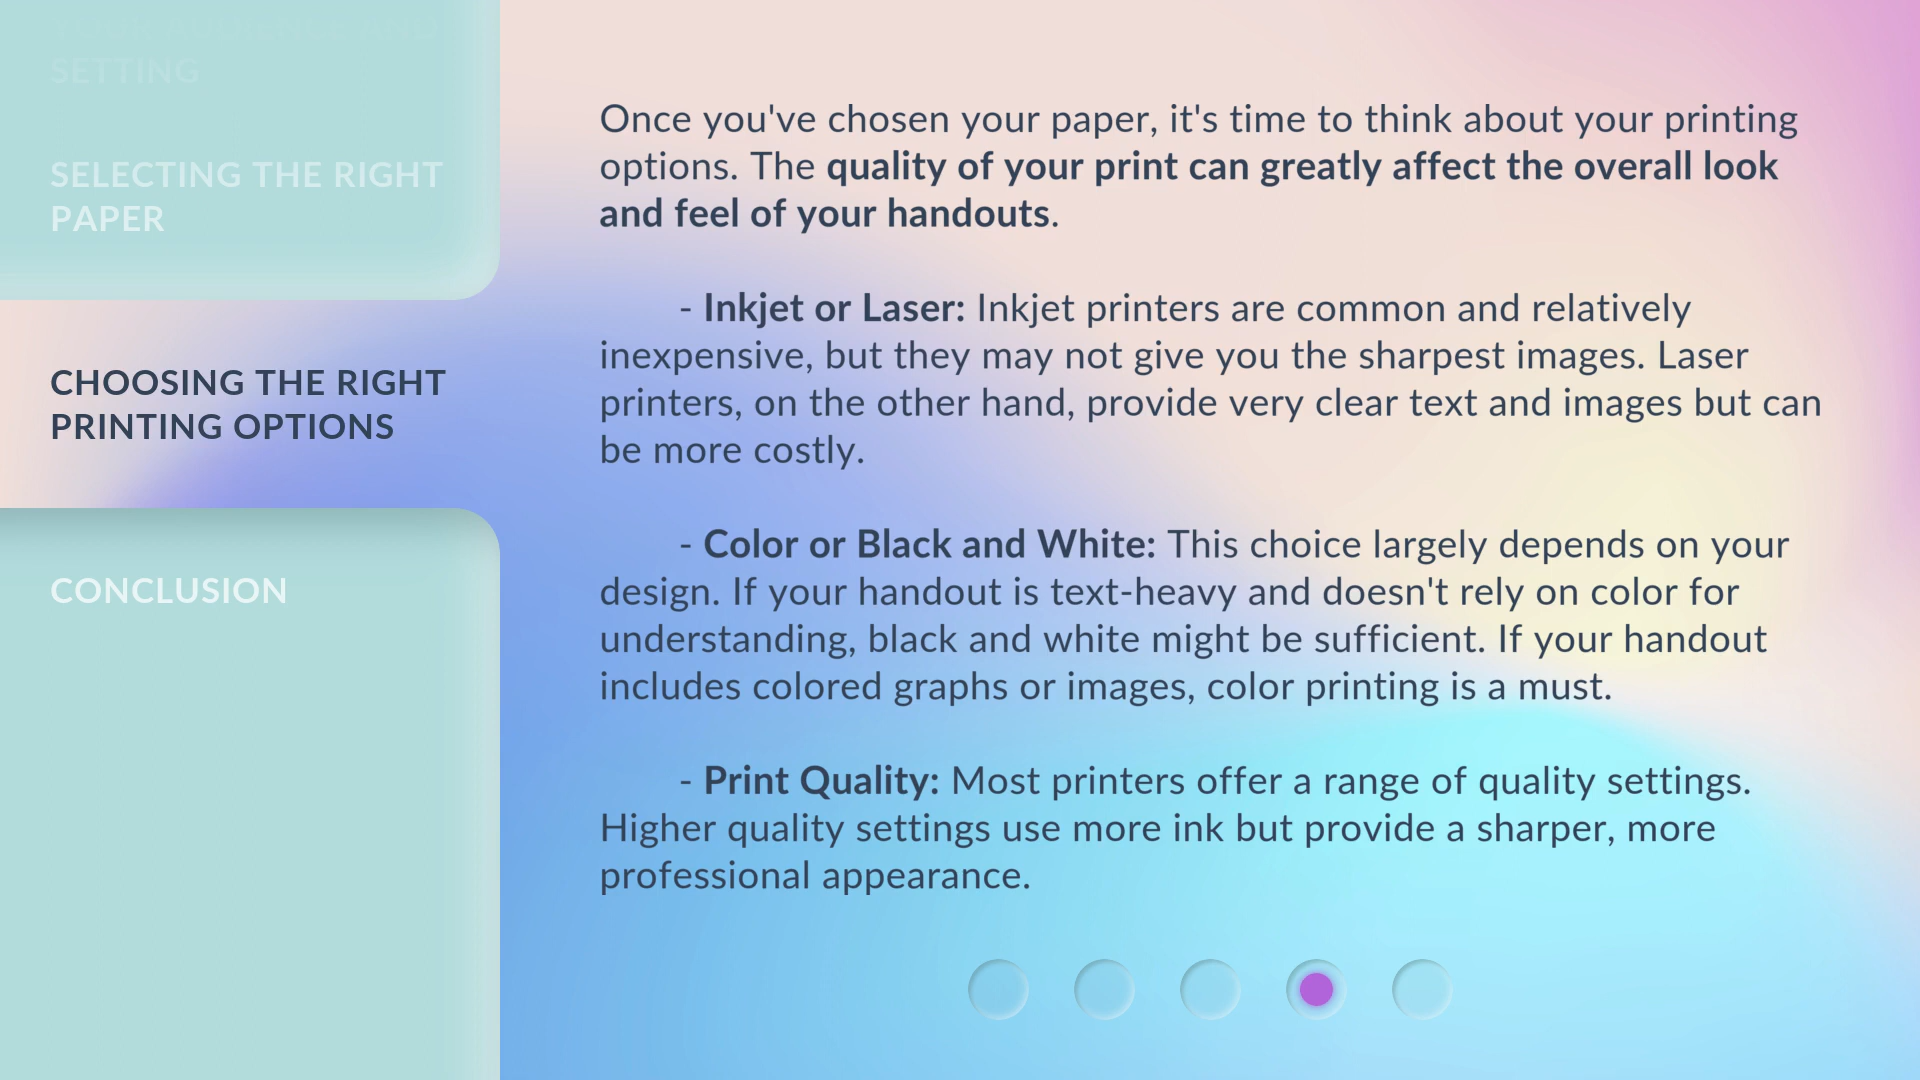 YOUR AUDIENCE AND
SETTING
SELECTING THE RIGHT
PAPER
CHOOSING THE RIGHT
PRINTING OPTIONS
CONCLUSION
Once you've chosen your paper, it's time to think about your printing
options. The quality of your print can greatly affect the overall look
and feel of your handouts.
- Inkjet or Laser: Inkjet printers are common and relatively
inexpensive, but they may not give you the sharpest images. Laser
printers, on the other hand, provide very clear text and images but can
be more costly.
- Color or Black and White: This choice largely depends on your
design. If your handout is text-heavy and doesn't rely on color for
understanding, black and white might be sufficient. If your handout
includes colored graphs or images, color printing is a must.
- Print Quality: Most printers offer a range of quality settings.
Higher quality settings use more ink but provide a sharper, more
professional appearance.